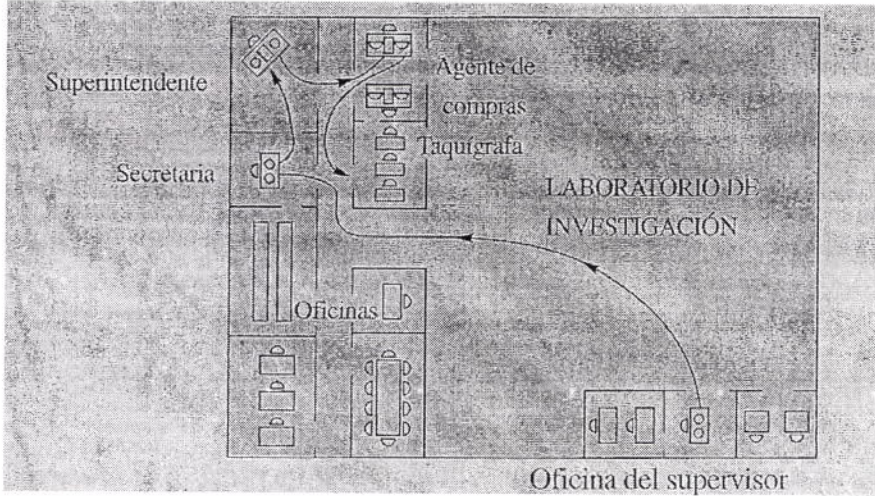 Superintendente
Agente de
compras
Taquígrafa
Secretaria
LABORATORIO DE
INVESTIGACIÓN
Oficinas
Oficina del supervisor